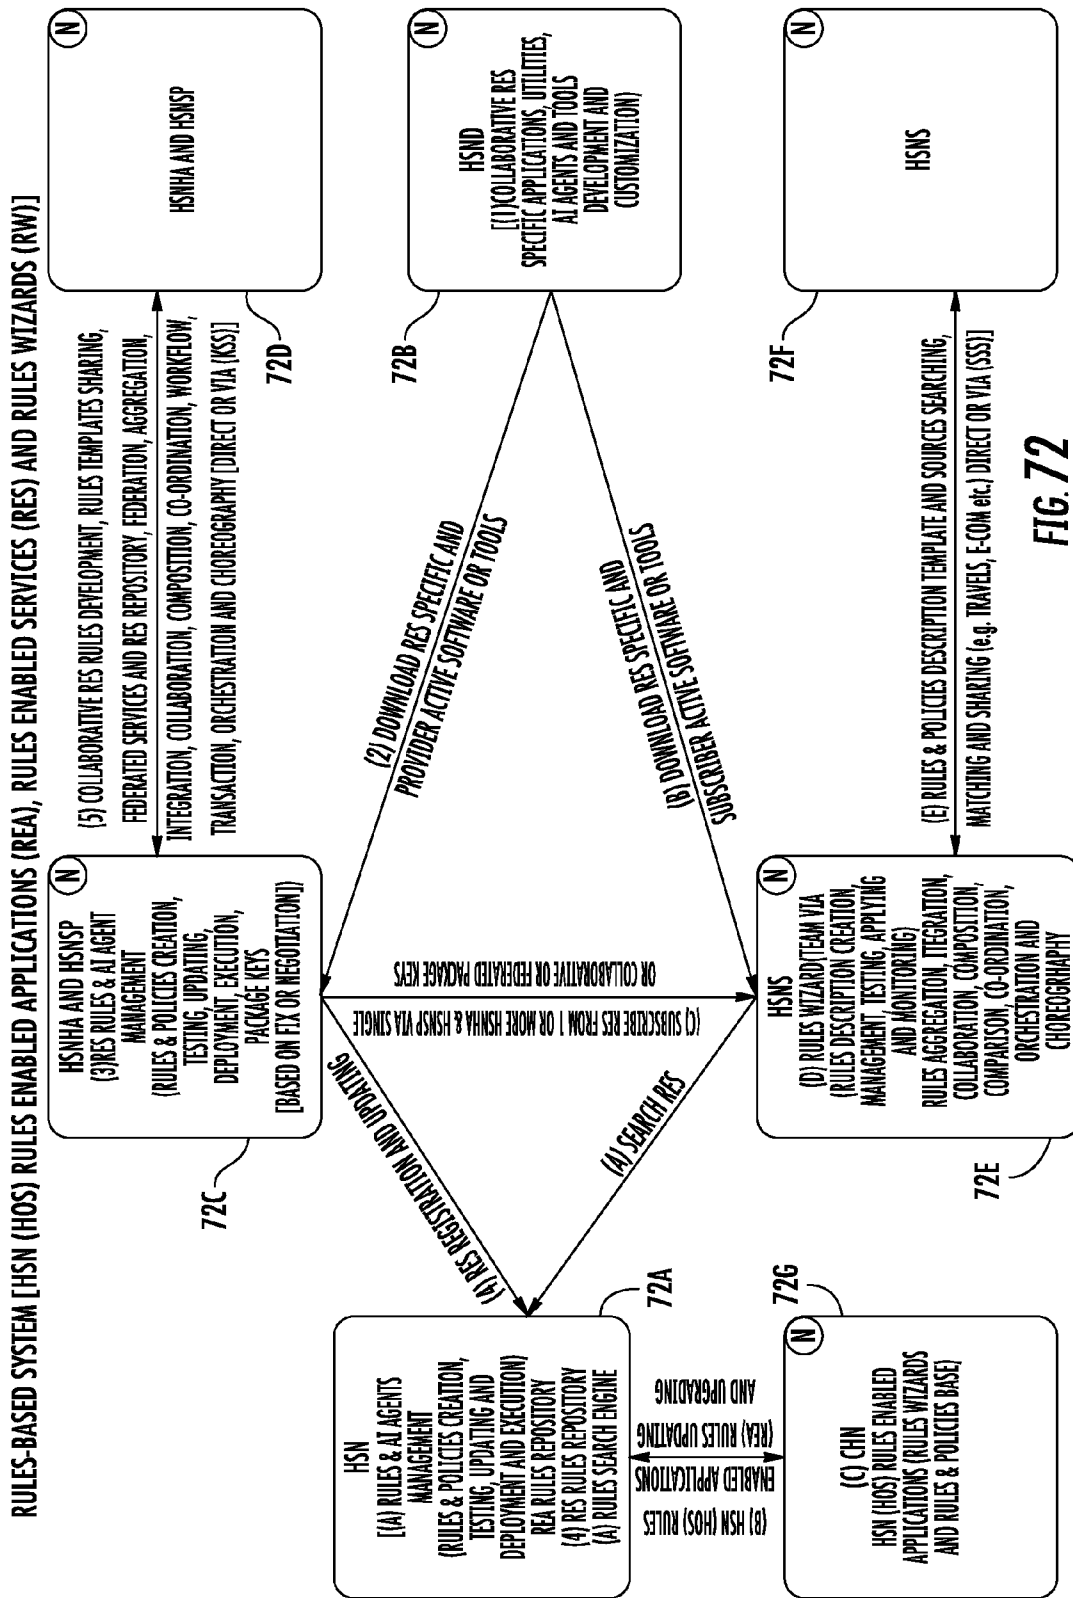 RULES-BASED SYSTEM [HSN (HOS) RULES ENABLED APPLICATIONS (REA), RULES ENABLED SERVICES (RES) AND RULES WIZARDS (RW)]
HSN
[(A) RULES & AI AGENTS
MANAGEMENT
(RULES & POLICIES CREATION,
TESTING, UPDATING AND
DEPLOYMENT AND EXECUTION)
REA RULES REPOSITORY
(4) RES RULES REPOSITORY
(A) RULES SEARCH ENGINE
72A
(B) HSN (HOS) RULES
ENABLED APPLICATIONS
(REA) RULES UPDATING
AND UPGRADING
72G
N
(C) CHN
HSN (HOS) RULES ENABLED
APPLICATIONS (RULES WIZARDS
AND RULES & POLICIES BASE)
72C
N
HSNHA AND HSNSP
(3)RES RULES & AI AGENT
MANAGEMENT
(RULES & POLICIES CREATION,
TESTING, UPDATING,
DEPLOYMENT, EXECUTION,
PACKAGE KEYS
[BASED ON FIX OR NEGOTIATION])
(4) RES REGISTRATION AND UPDATING
(A) SEARCH RES
(C) SUBSCRIBE RES FROM 1 OR MORE HSNHA & HSNSP VIA SINGLE
OR COLLABORATIVE OR FEDERATED PACKAGE KEYS
72E
N
HSNS
(D) RULES WIZARD(TEAM VIA
(RULES DESCRIPTION CREATION,
MANAGEMENT, TESTING, APPLYING
AND MONITORING)
RULES AGGREGATION, ITEGRATION
COLLABORATION, COMPOSITION,
COMPARISON, CO-ORDINATION,
ORCHESTRATION AND
CHOREOGRHAPY
(5) COLLABORATIVE RES RULES DEVELOPMENT, RULES TEMPLATES SHARING,
FEDERATED SERVICES AND RES REPOSITORY, FEDERATION, AGGREGATION,
INTEGRATION, COLLABORATION, COMPOSITION, CO-ORDINATION, WORKFLOW,
TRANSACTION, ORCHESTRATION AND CHOREOGRAPHY [DIRECT OR VIA (KSS)]
(2) DOWNLOAD RES SPECIFIC AND
PROVIDER ACTIVE SOFTWARE OR TOOLS
(B) DOWNLOAD RES SPECIFIC AND
SUBSCRIBER ACTIVE SOFTWARE OR TOOLS
(E) RULES & POLICIES DESCRIPTION TEMPLATE AND SOURCES SEARCHING,
MATCHING AND SHARING (e.g. TRAVELS, E-COM etc.) DIRECT OR VIA (SSS)]
72D
N
HSNHA AND HSNSP
72B
N
HSND
[(1)COLLABORATIVE RES
SPECIFIC APPLICATIONS, UTILITIES,
AI AGENTS AND TOOLS
DEVELOPMENT AND
CUSTOMIZATION)
72F
N
HSNS
FIG. 72